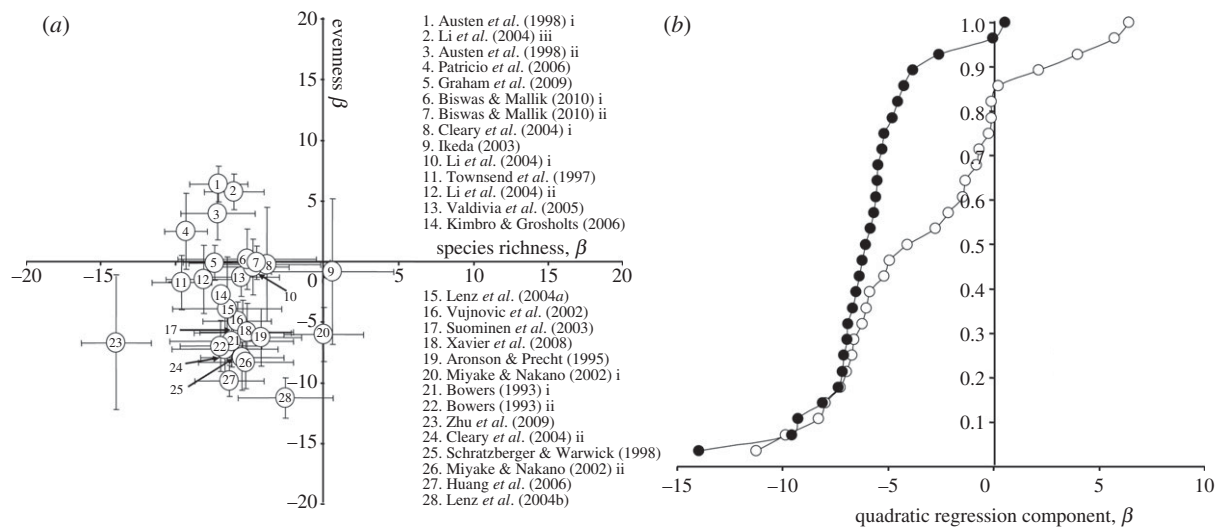 (a)
20
15
10
5
0
−5
−10
−15
−20
evenness β
1. Austen et al. (1998) i
2. Li et al. (2004) iii
3. Austen et al. (1998) ii
4. Patricio et al. (2006)
5. Graham et al. (2009)
6. Biswas & Mallik (2010) i
7. Biswas & Mallik (2010) ii
8. Cleary et al. (2004) i
9. Ikeda (2003)
10. Li et al. (2004) i
11. Townsend et al. (1997)
12. Li et al. (2004) ii
13. Valdivia et al. (2005)
14. Kimbro & Grosholts (2006)
species richness, β
−20 −15 −10 −5 5 10 15 20
15. Lenz et al. (2004a)
16. Vujnovic et al. (2002)
17. Suominen et al. (2003)
18. Xavier et al. (2008)
19. Aronson & Precht (1995)
20. Miyake & Nakano (2002) i
21. Bowers (1993) i
22. Bowers (1993) ii
23. Zhu et al. (2009)
24. Cleary et al. (2004) ii
25. Schratzberger & Warwick (1998)
26. Miyake & Nakano (2002) ii
27. Huang et al. (2006)
28. Lenz et al. (2004b)
1
2
3
4
5
6
7
8
9
10
11
12
13
14
16
17
18
19
20
21
22
23
24
25
26
27
28
(b)
1.0
0.9
0.8
0.7
0.6
0.5
0.4
0.3
0.2
0.1
−15 −10 −5 0 5 10
quadratic regression component, β